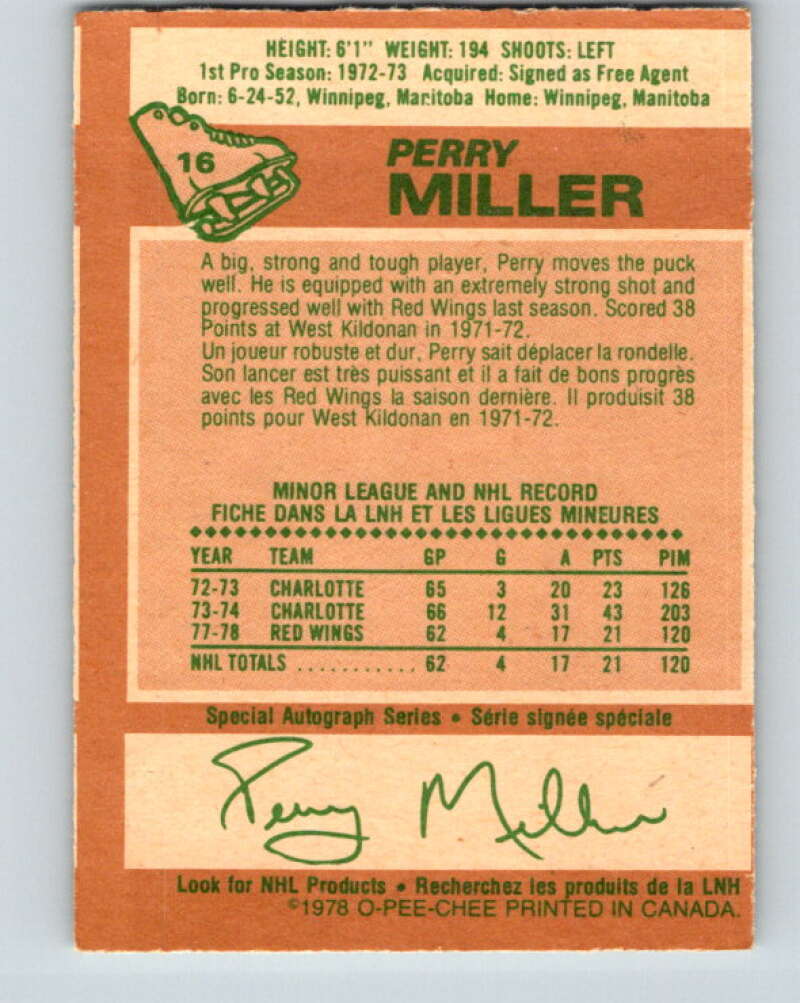 HEIGHT: 6'1" WEIGHT: 194 SHOOTS: LEFT
1st Pro Season: 1972-73 Acquired: Signed as Free Agent
Born: 6-24-52, Winnipeg, Manitoba Home: Winnipeg, Manitoba
16
PERRY
MILLER
A big, strong and tough player, Perry moves the puck
well. He is equipped with an extremely strong shot and
progressed well with Red Wings last season. Scored 38
Points at West Kildonan in 1971-72.
Un joueur robuste et dur, Perry sait déplacer la rondelle.
Son lancer est très puissant et il a fait de bons progrès
avec les Red Wings la saison dernière. Il produisit 38
points pour West Kildonan en 1971-72.
MINOR LEAGUE AND NHL RECORD
FICHE DANS LA LNH ET LES LIGUES MINEURES
YEAR TEAM GP G A PTS PIM
72-73 CHARLOTTE 65 3 20 23 126
73-74 CHARLOTTE 66 12 31 43 203
77-78 RED WINGS 62 4 17 21 120
NHL TOTALS ........... 62 4 17 21 120
Special Autograph Series • Série signée spéciale
Perry Miller
Look for NHL Products • Recherchez les produits de la LNH
©1978 O-PEE-CHEE PRINTED IN CANADA.